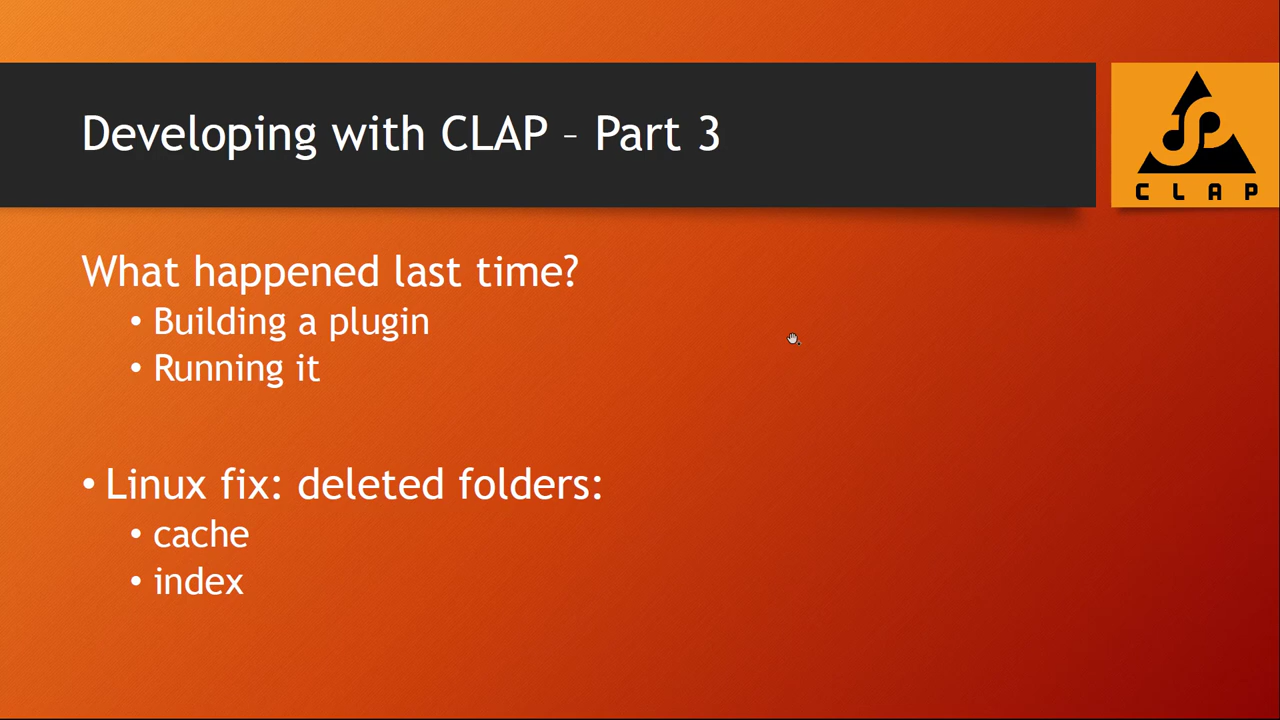 Developing with CLAP – Part 3
CLAP
What happened last time?
• Building a plugin
• Running it
• Linux fix: deleted folders:
• cache
• index